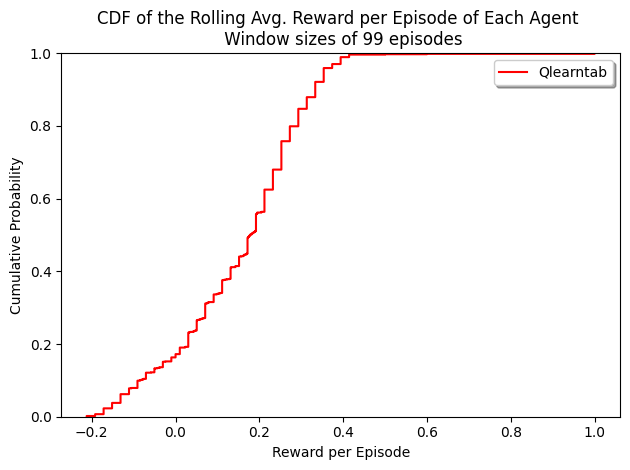 CDF of the Rolling Avg. Reward per Episode of Each Agent
Window sizes of 99 episodes
Qlearntab
Cumulative Probability
1.0
0.8
0.6
0.4
0.2
0.0
−0.2
0.0
0.2
0.4
0.6
0.8
1.0
Reward per Episode